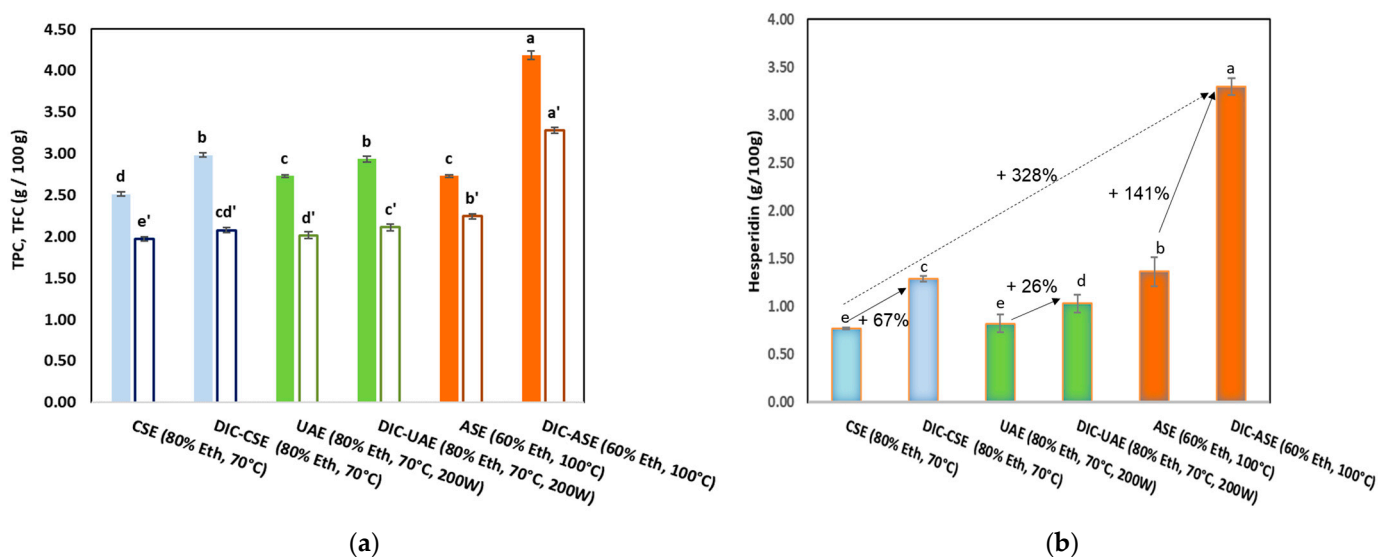 TPC, TFC (g / 100 g)
4.50
4.00
3.50
3.00
2.50
2.00
1.50
1.00
0.50
0.00
d
e'
b
cd'
c
d'
b
c'
c
b'
a
a'
CSE (80% Eth, 70°C)
DIC-CSE (80% Eth, 70°C)
UAE (80% Eth, 70°C, 200W)
DIC-UAE (80% Eth, 70°C, 200W)
ASE (60% Eth, 100°C)
DIC-ASE (60% Eth, 100°C)
(a)
Hesperidin (g/100g)
4.00
3.50
3.00
2.50
2.00
1.50
1.00
0.50
0.00
e
+ 67%
c
e
+ 26%
d
b
+ 141%
+ 328%
a
CSE (80% Eth, 70°C)
DIC-CSE (80% Eth, 70°C)
UAE (80% Eth, 70°C, 200W)
DIC-UAE (80% Eth, 70°C, 200W)
ASE (60% Eth, 100°C)
DIC-ASE (60% Eth, 100°C)
(b)